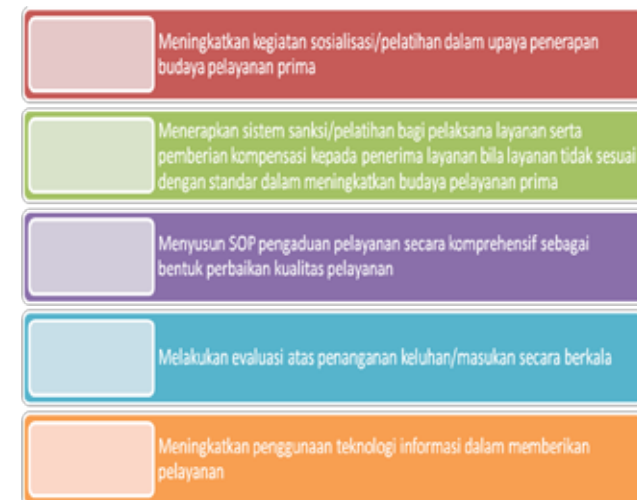 Meningkatkan kegiatan sosialisasi/pelatihan dalam upaya penerapan
budaya pelayanan prima
Menerapkan sistem sanksi/pelatihan bagi pelaksana layanan serta
pemberian kompensasi kepada penerima layanan bila layanan tidak sesuai
dengan standar dalam meningkatkan budaya pelayanan prima
Menyusun SOP pengaduan pelayanan secara komprehensif sebagai
bentuk perbaikan kualitas pelayanan
Melakukan evaluasi atas penanganan keluhan/masukan secara berkala
Meningkatkan penggunaan teknologi informasi dalam memberikan
pelayanan